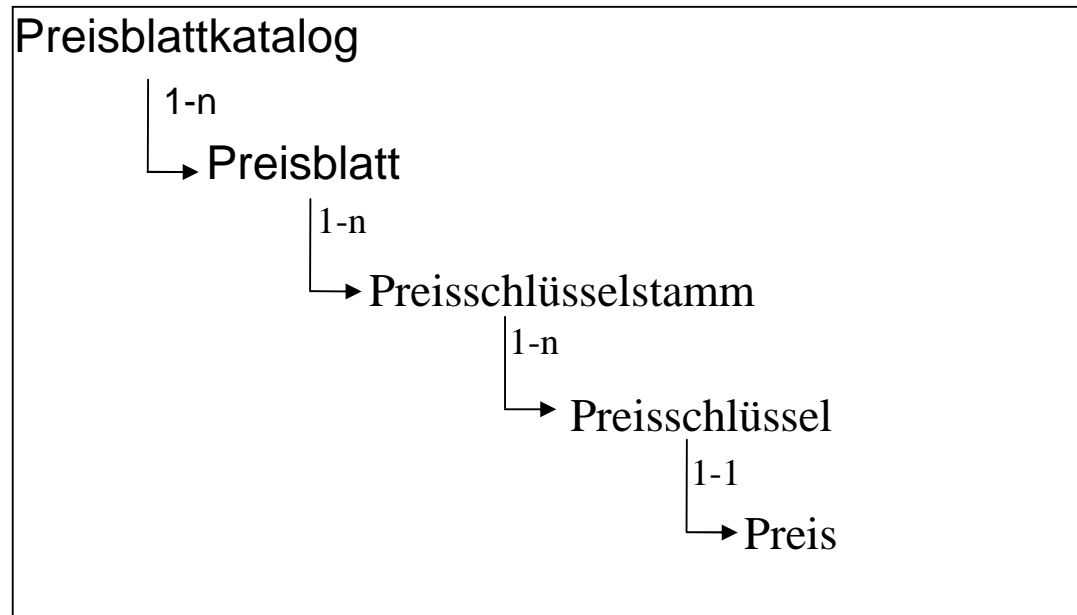 Preisblattkatalog
1-n
Preisblatt
1-n
Preisschlüsselstamm
1-n
Preisschlüssel
1-1
Preis